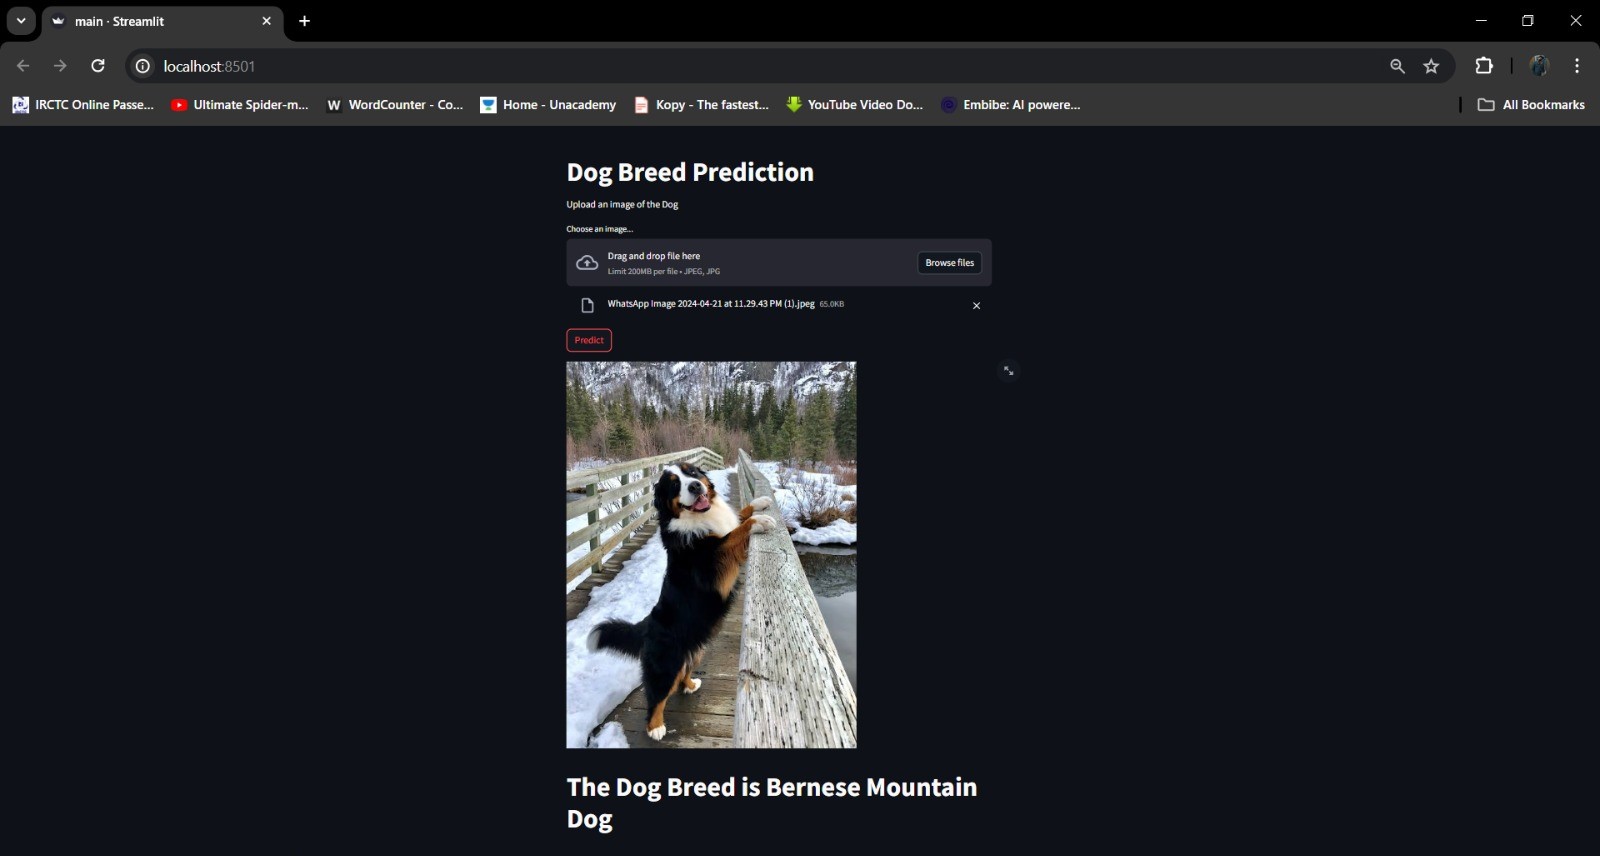 main · Streamlit
localhost:8501
IRCTC Online Passe...
Ultimate Spider-m...
WordCounter - Co...
Home - Unacademy
Kopy - The fastest...
YouTube Video Do...
Embibe: AI powere...
All Bookmarks
Dog Breed Prediction
Upload an image of the Dog
Choose an image...
Drag and drop file here
Limit 200MB per file • JPEG, JPG
Browse files
WhatsApp Image 2024-04-21 at 11.29.43 PM (1).jpeg 65.0KB
Predict
The Dog Breed is Bernese Mountain
Dog